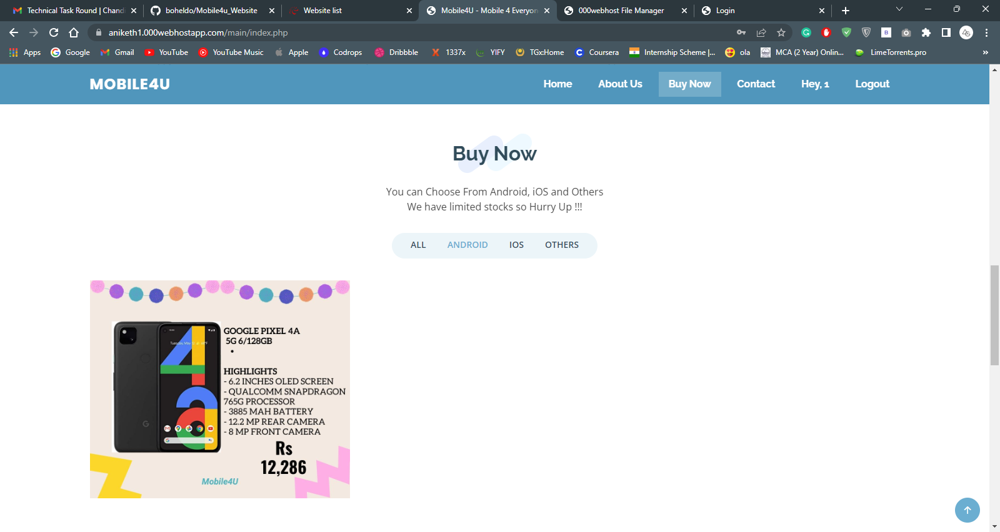 Technical Task Round | Chandi
boheldo/Mobile4u_Website
Website list
Mobile4U - Mobile 4 Everyon
000webhost File Manager
Login
aniketh1.000webhostapp.com/main/index.php
Apps
Google
Gmail
YouTube
YouTube Music
Apple
Codrops
Dribbble
1337x
YIFY
TGx:Home
Coursera
Internship Scheme |...
ola
MCA (2 Year) Onlin...
LimeTorrents.pro
»
MOBILE4U
Home
About Us
Buy Now
Contact
Hey, 1
Logout
Buy Now
You can Choose From Android, iOS and Others
We have limited stocks so Hurry Up !!!
ALL
ANDROID
IOS
OTHERS
GOOGLE PIXEL 4A
5G 6/128GB
•
HIGHLIGHTS
- 6.2 INCHES OLED SCREEN
- QUALCOMM SNAPDRAGON
765G PROCESSOR
- 3885 MAH BATTERY
- 12.2 MP REAR CAMERA
- 8 MP FRONT CAMERA
Rs
12,286
Mobile4U